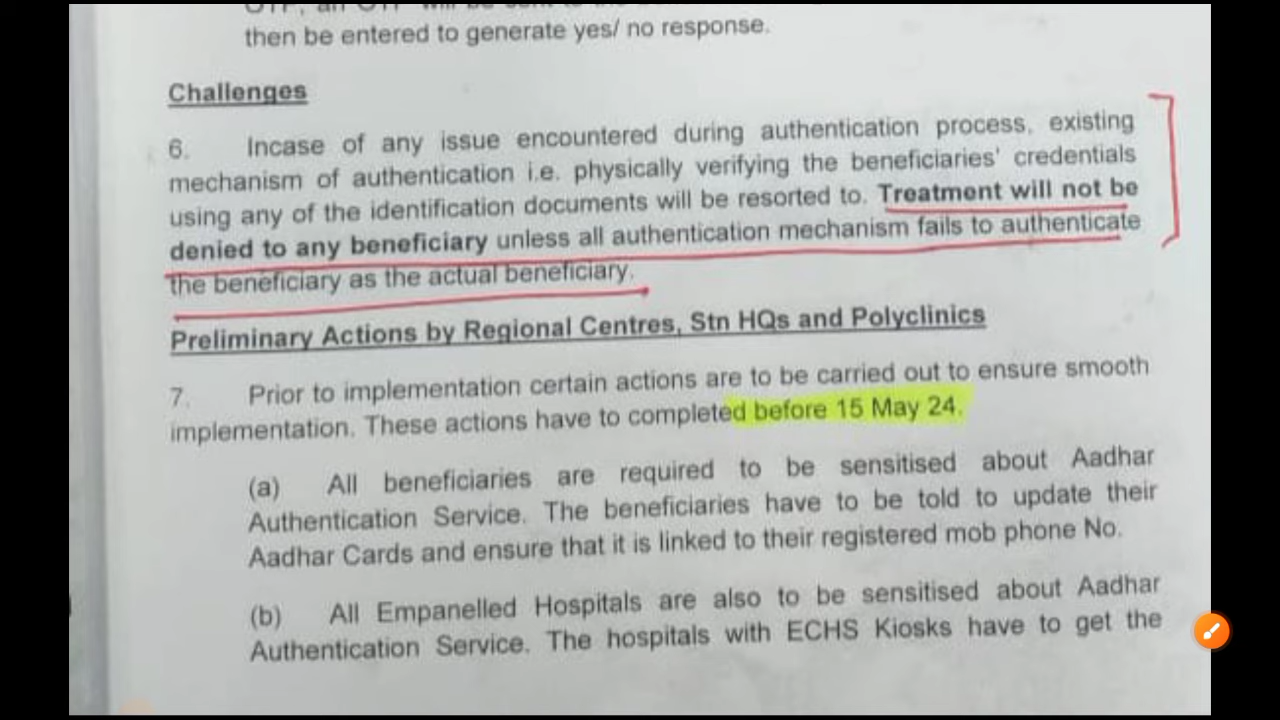 then be entered to generate yes/ no response.
Challenges
6. Incase of any issue encountered during authentication process, existing
mechanism of authentication i.e. physically verifying the beneficiaries' credentials
using any of the identification documents will be resorted to. Treatment will not be
denied to any beneficiary unless all authentication mechanism fails to authenticate
the beneficiary as the actual beneficiary.
Preliminary Actions by Regional Centres, Stn HQs and Polyclinics
7. Prior to implementation certain actions are to be carried out to ensure smooth
implementation. These actions have to completed before 15 May 24.
(a) All beneficiaries are required to be sensitised about Aadhar
Authentication Service. The beneficiaries have to be told to update their
Aadhar Cards and ensure that it is linked to their registered mob phone No.
(b) All Empanelled Hospitals are also to be sensitised about Aadhar
Authentication Service. The hospitals with ECHS Kiosks have to get the